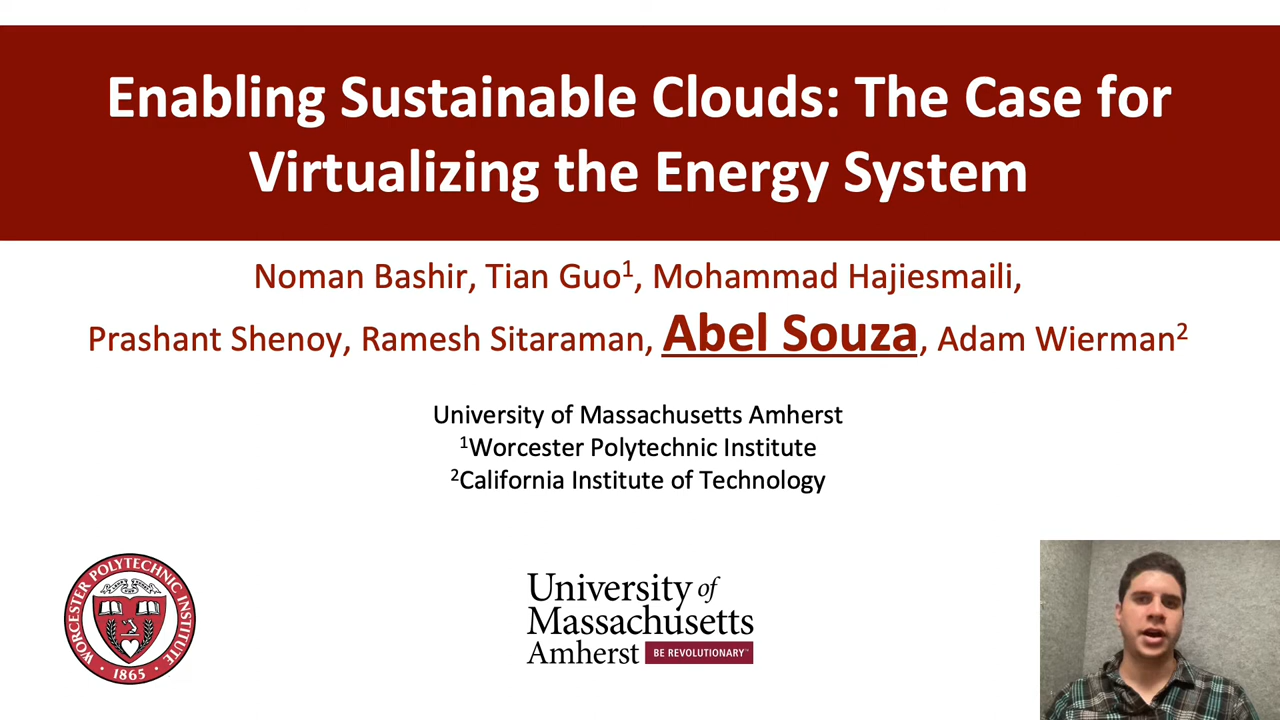 Enabling Sustainable Clouds: The Case for
Virtualizing the Energy System
Noman Bashir, Tian Guo¹, Mohammad Hajiesmaili,
Prashant Shenoy, Ramesh Sitaraman, Abel Souza, Adam Wierman²
University of Massachusetts Amherst
¹Worcester Polytechnic Institute
²California Institute of Technology
WORCESTER POLYTECHNIC INSTITUTE
· 1865 ·
University of
Massachusetts
Amherst BE REVOLUTIONARY™